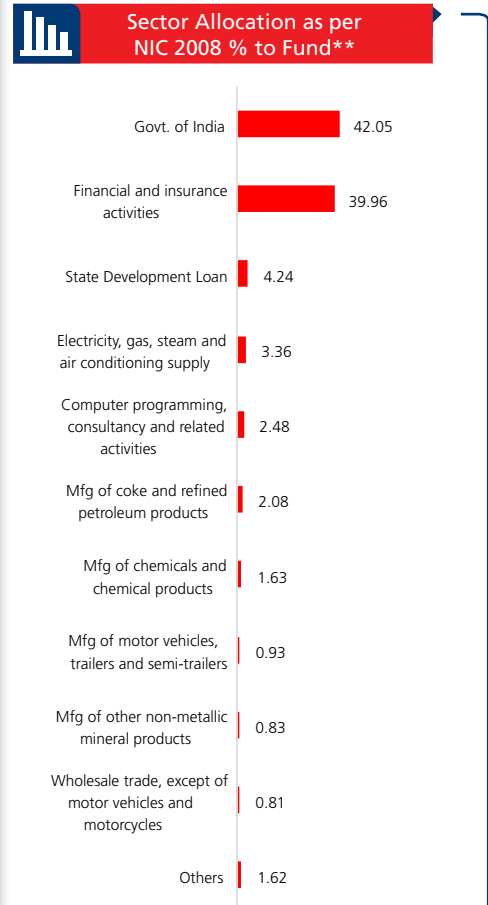 Sector Allocation as per
NIC 2008 % to Fund**
Govt. of India 42.05
Financial and insurance
activities 39.96
State Development Loan 4.24
Electricity, gas, steam and
air conditioning supply 3.36
Computer programming,
consultancy and related
activities 2.48
Mfg of coke and refined
petroleum products 2.08
Mfg of chemicals and
chemical products 1.63
Mfg of motor vehicles,
trailers and semi-trailers 0.93
Mfg of other non-metallic
mineral products 0.83
Wholesale trade, except of
motor vehicles and
motorcycles 0.81
Others 1.62